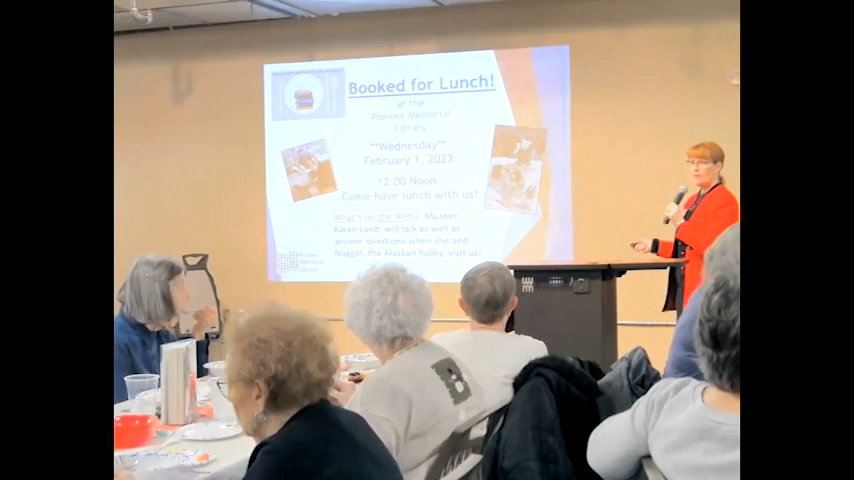 Booked for Lunch!
at the
Pioneer Memorial
Library
**Wednesday**
February 1, 2023
12:00 Noon
Come have lunch with us!
What's on the Menu: Musher,
Karen Land, will talk as well as
answer questions when she and
Noggin, the Alaskan husky, visit us!
Pioneer
Memorial
Library